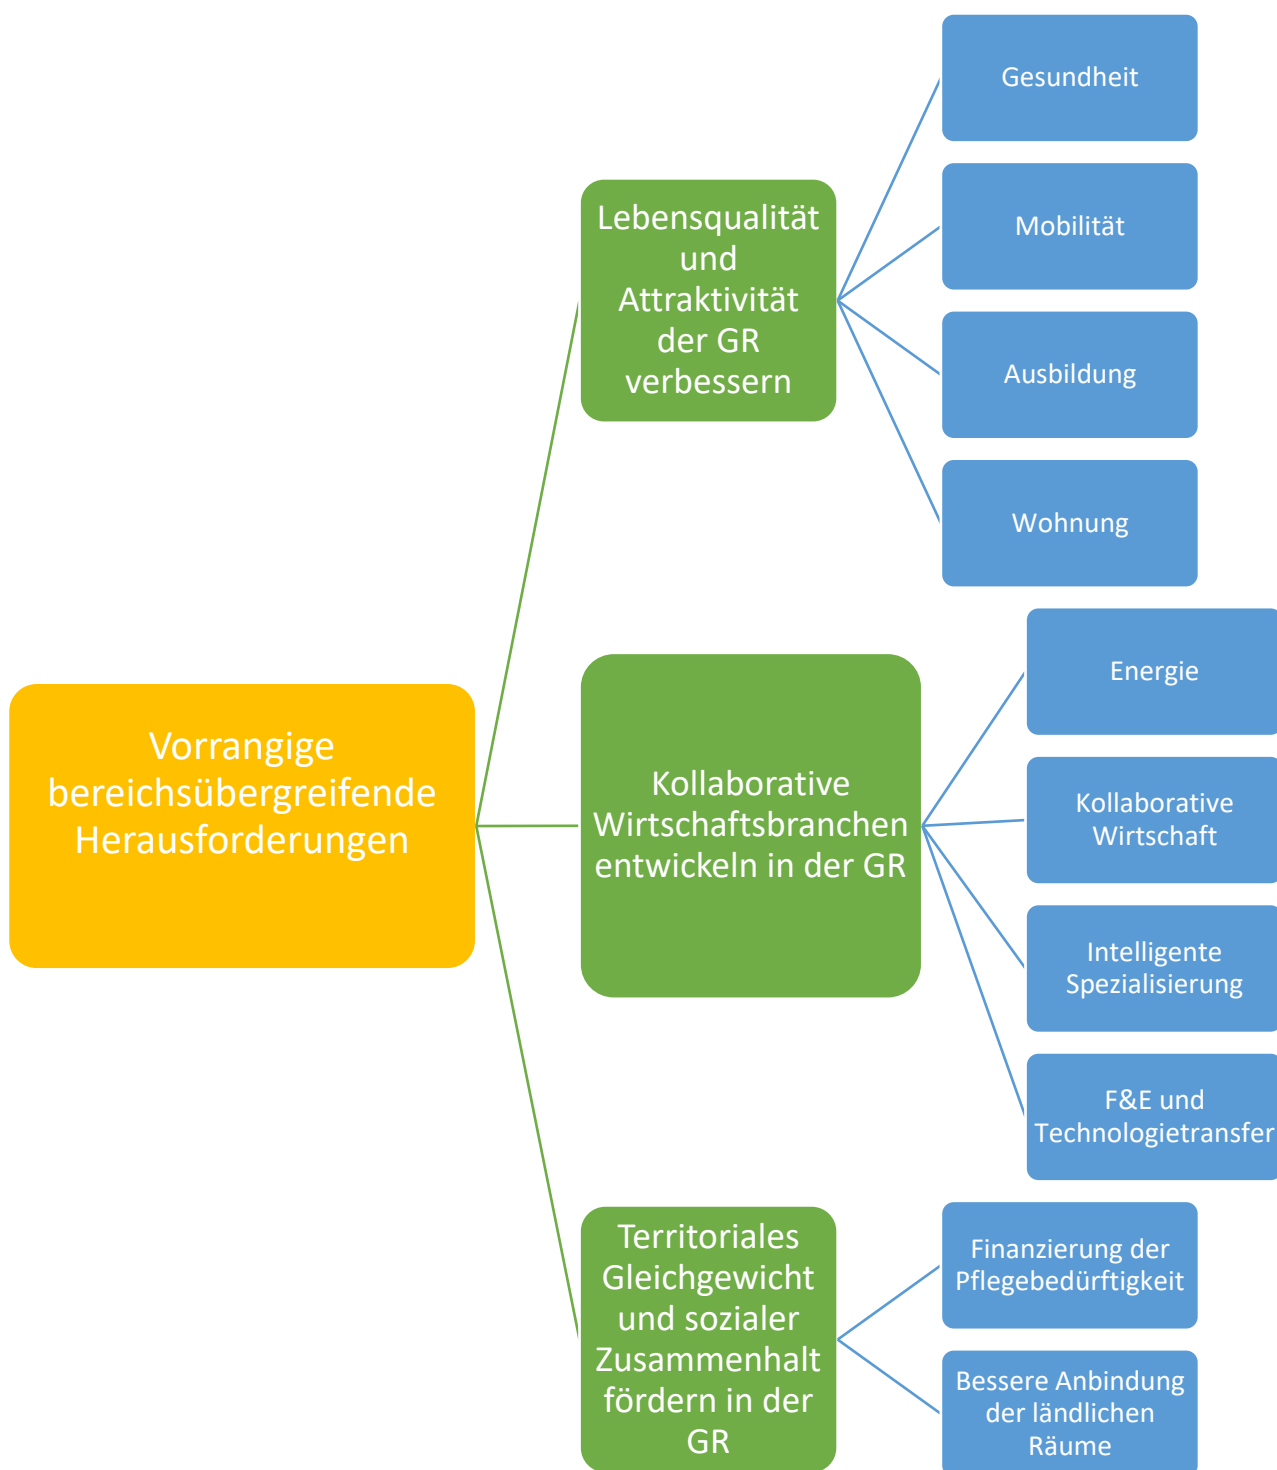 Vorrangige
bereichsübergreifende
Herausforderungen
Lebensqualität
und
Attraktivität
der GR
verbessern
Gesundheit
Mobilität
Ausbildung
Wohnung
Kollaborative
Wirtschaftsbranchen
entwickeln in der GR
Energie
Kollaborative
Wirtschaft
Intelligente
Spezialisierung
F&E und
Technologietransfer
Territoriales
Gleichgewicht
und sozialer
Zusammenhalt
fördern in der
GR
Finanzierung der
Pflegebedürftigkeit
Bessere Anbindung
der ländlichen
Räume